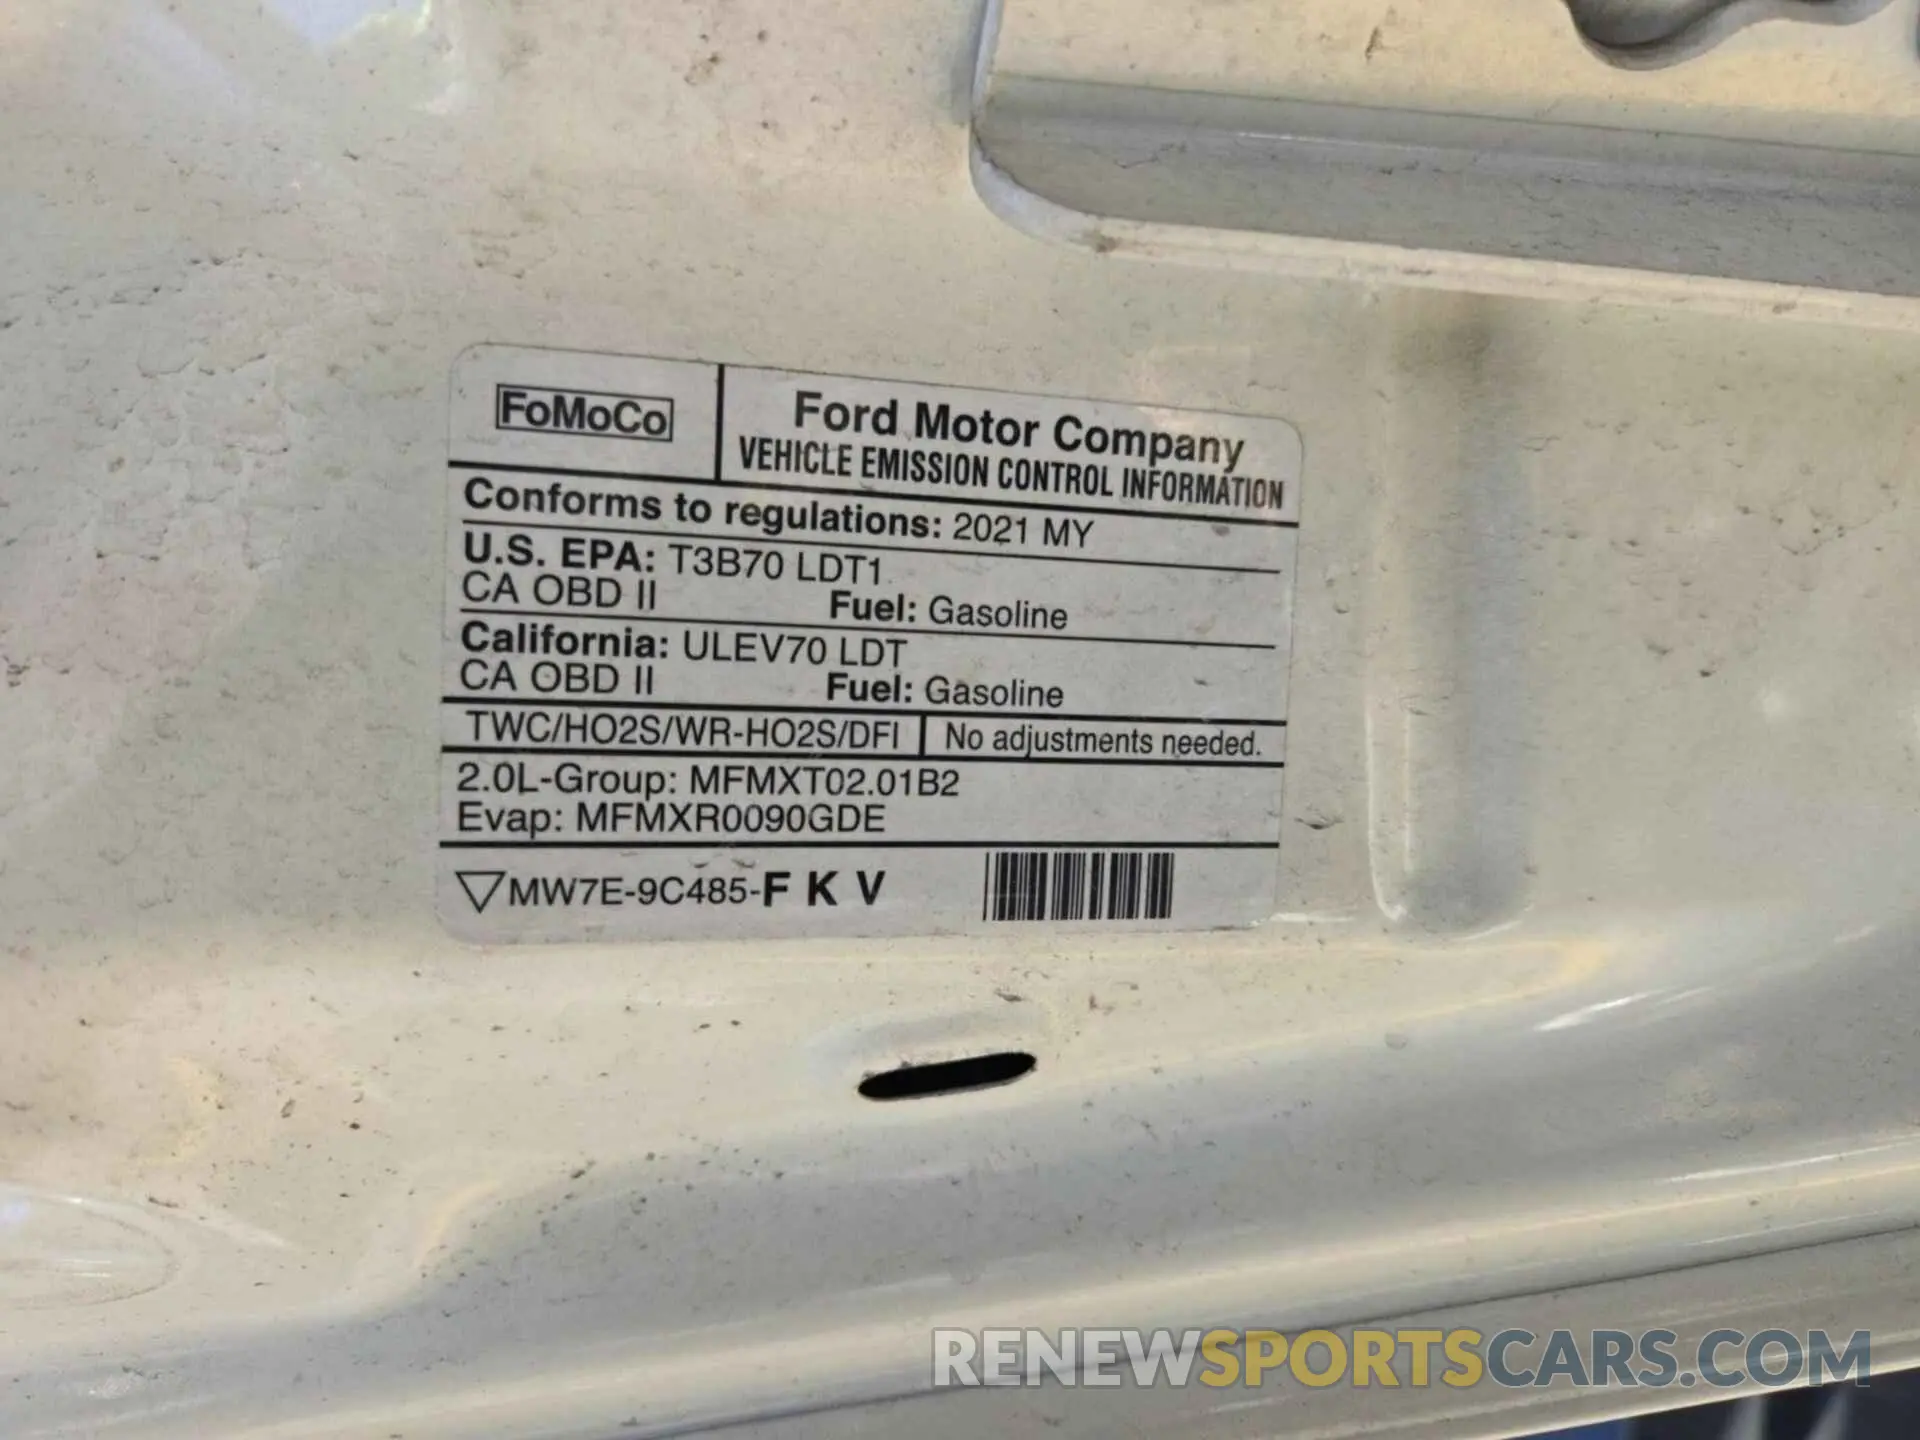 FoMoCo
Ford Motor Company
VEHICLE EMISSION CONTROL INFORMATION
Conforms to regulations: 2021 MY
U.S. EPA: T3B70 LDT1
CA OBD II Fuel: Gasoline
California: ULEV70 LDT
CA OBD II Fuel: Gasoline
TWC/HO2S/WR-HO2S/DFI No adjustments needed.
2.0L-Group: MFMXT02.01B2
Evap: MFMXR0090GDE
MW7E-9C485-F K V
RENEWSPORTSCARS.COM